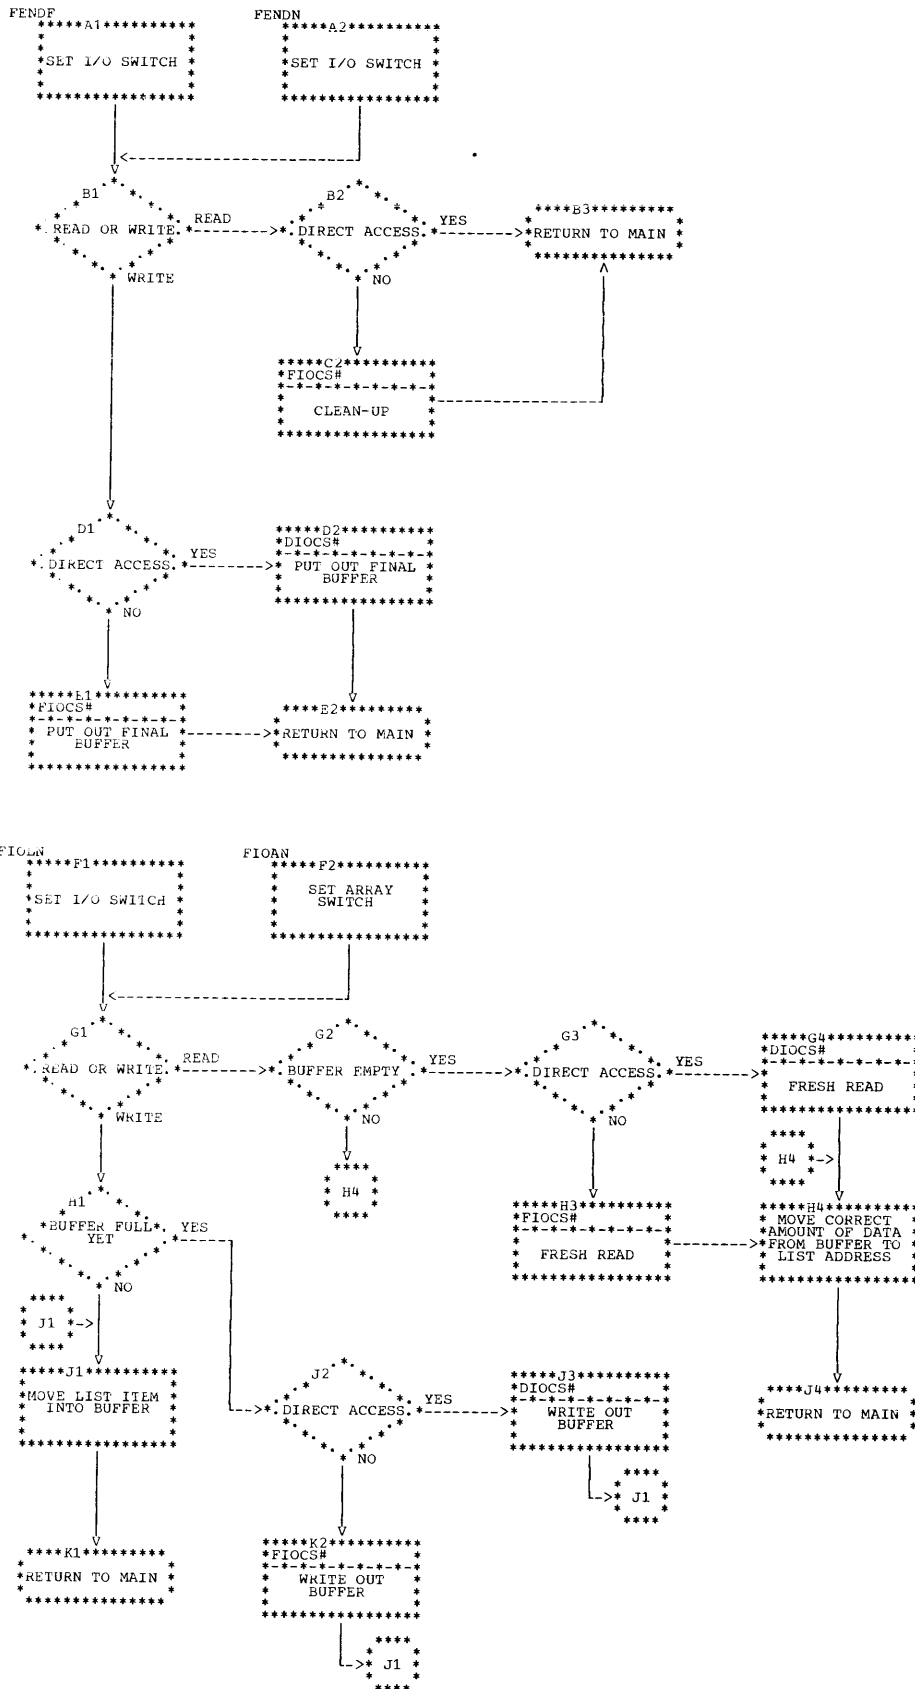 FENDF FENDN
A1 A2
SET I/O SWITCH SET I/O SWITCH
B1 B2 B3
READ OR WRITE READ DIRECT ACCESS YES RETURN TO MAIN
WRITE NO
C2
FIOCS#
CLEAN-UP
D1 D2
DIOCS#
DIRECT ACCESS YES PUT OUT FINAL
BUFFER
NO
E1 E2
FIOCS#
PUT OUT FINAL RETURN TO MAIN
BUFFER
FIOLN FIOAN
F1 F2
SET I/O SWITCH SET ARRAY
SWITCH
G1 G2 G3 G4
DIOCS#
READ OR WRITE READ BUFFER EMPTY YES DIRECT ACCESS YES FRESH READ
WRITE NO NO
H4 H4
H1 H3 H4
BUFFER FULL YES FIOCS# MOVE CORRECT
YET FRESH READ AMOUNT OF DATA
FROM BUFFER TO
LIST ADDRESS
NO
J1
J1 J2 J3 J4
MOVE LIST ITEM DIRECT ACCESS YES DIOCS# RETURN TO MAIN
INTO BUFFER WRITE OUT
BUFFER
NO
J1
K1 K2
FIOCS#
RETURN TO MAIN WRITE OUT
BUFFER
J1